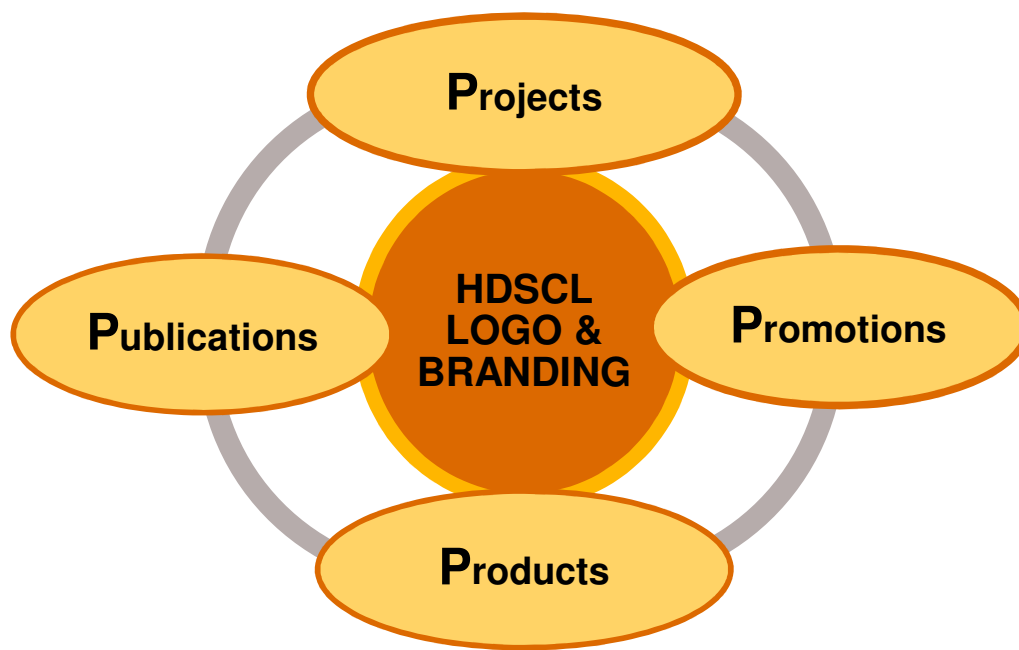 Projects
Publications
HDSCL
LOGO &
BRANDING
Promotions
Products